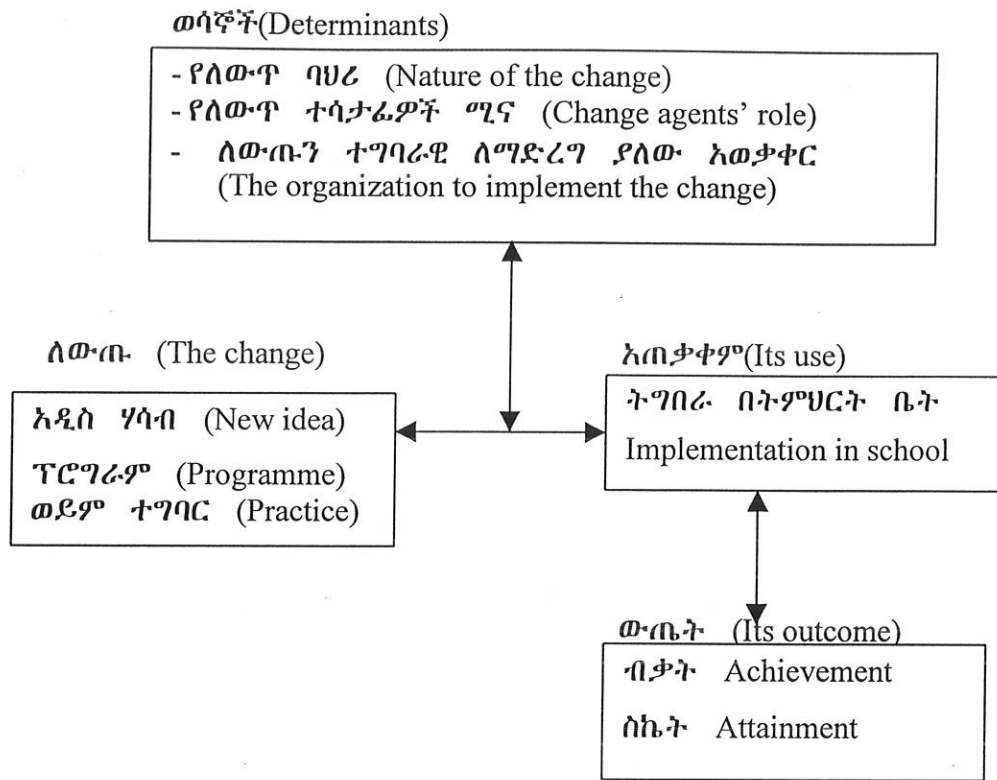 ወሳኞች(Determinants)
- የለውጥ ባህሪ (Nature of the change)
- የለውጥ ተሳታፊዎች ሚና (Change agents' role)
- ለውጡን ተግባራዊ ለማድረግ ያለው አወቃቀር
(The organization to implement the change)
ለውጡ (The change)
አዲስ ሃሳብ (New idea)
ፕሮግራም (Programme)
ወይም ተግባር (Practice)
አጠቃቀም(Its use)
ትግበራ በትምህርት ቤት
Implementation in school
ውጤት (Its outcome)
ብቃት Achievement
ስኬት Attainment